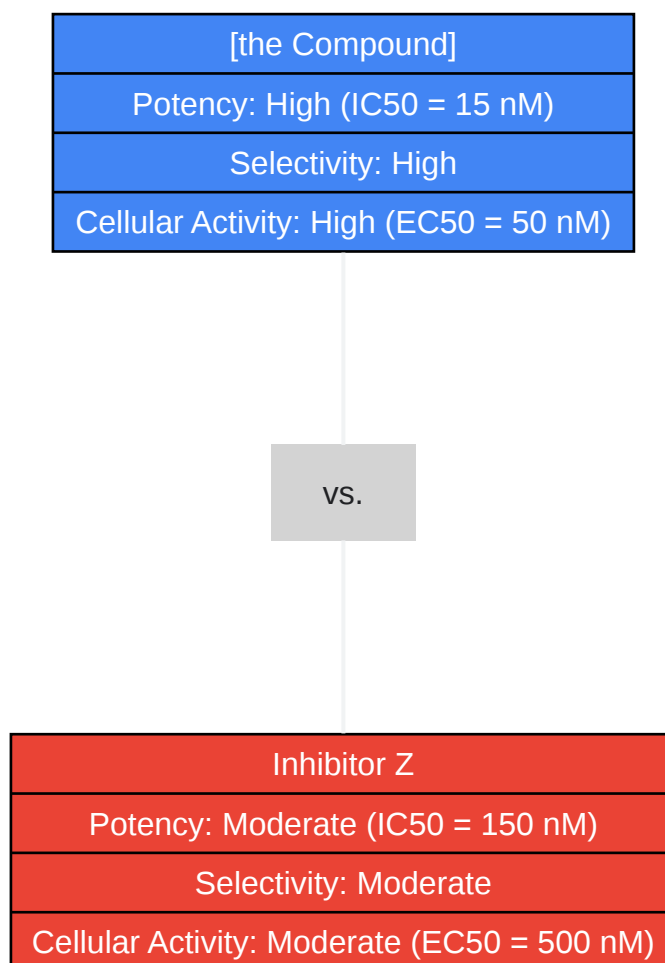 [the Compound]
Potency: High (IC50 = 15 nM)
Selectivity: High
Cellular Activity: High (EC50 = 50 nM)
vs.
Inhibitor Z
Potency: Moderate (IC50 = 150 nM)
Selectivity: Moderate
Cellular Activity: Moderate (EC50 = 500 nM)